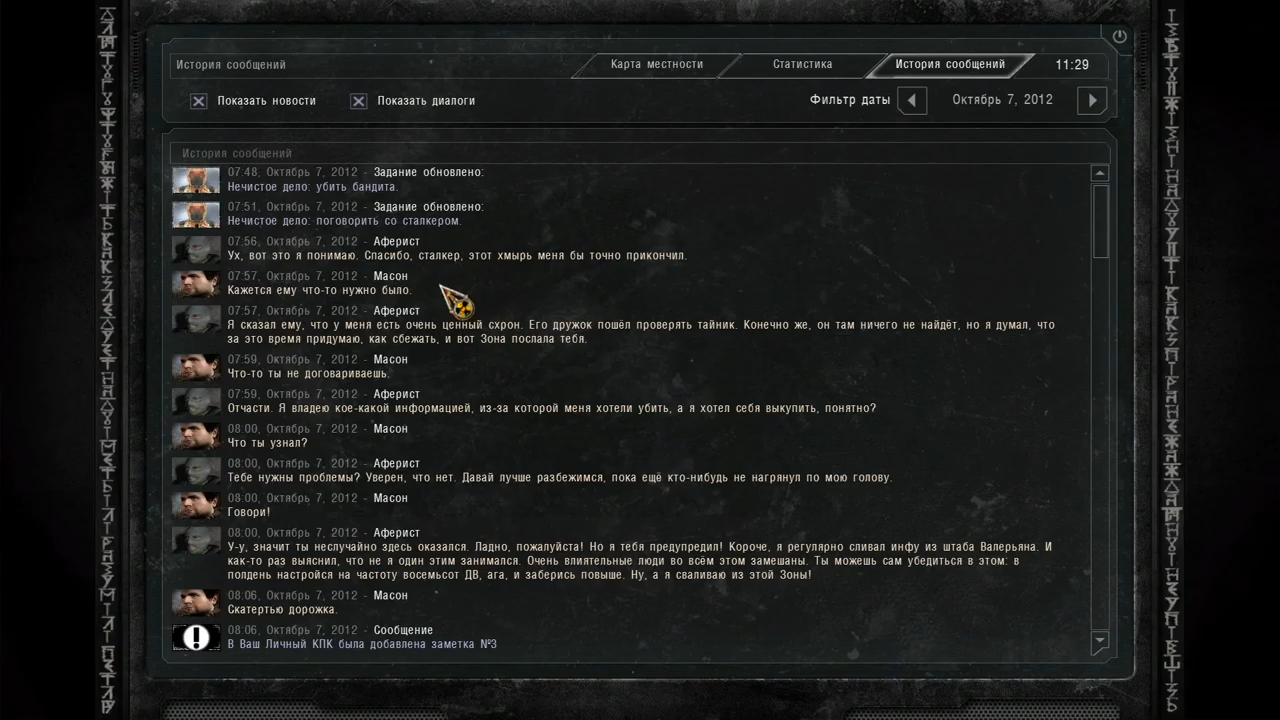 История сообщений
Карта местности
Статистика
История сообщений
11:29
Показать новости
Показать диалоги
Фильтр даты
Октябрь 7, 2012
История сообщений
07:48, Октябрь 7, 2012 - Задание обновлено:
Нечистое дело: убить бандита.
07:51, Октябрь 7, 2012 - Задание обновлено:
Нечистое дело: поговорить со сталкером.
07:56, Октябрь 7, 2012 - Аферист
Ух, вот это я понимаю. Спасибо, сталкер, этот хмырь меня бы точно прикончил.
07:57, Октябрь 7, 2012 - Масон
Кажется ему что-то нужно было.
07:57, Октябрь 7, 2012 - Аферист
Я сказал ему, что у меня есть очень ценный схрон. Его дружок пошёл проверять тайник. Конечно же, он там ничего не найдёт, но я думал, что
за это время придумаю, как сбежать, и вот Зона послала тебя.
07:59, Октябрь 7, 2012 - Масон
Что-то ты не договариваешь.
07:59, Октябрь 7, 2012 - Аферист
Отчасти. Я владею кое-какой информацией, из-за которой меня хотели убить, а я хотел себя выкупить, понятно?
08:00, Октябрь 7, 2012 - Масон
Что ты узнал?
08:00, Октябрь 7, 2012 - Аферист
Тебе нужны проблемы? Уверен, что нет. Давай лучше разбежимся, пока ещё кто-нибудь не нагрянул по мою голову.
08:00, Октябрь 7, 2012 - Масон
Говори!
08:00, Октябрь 7, 2012 - Аферист
У-у, значит ты неслучайно здесь оказался. Ладно, пожалуйста! Но я тебя предупредил! Короче, я регулярно сливал инфу из штаба Валерьяна. И
как-то раз выяснил, что не я один этим занимался. Очень влиятельные люди во всём этом замешаны. Ты можешь сам убедиться в этом: в
полдень настройся на частоту восемьсот ДВ, ага, и заберись повыше. Ну, а я сваливаю из этой Зоны!
08:06, Октябрь 7, 2012 - Масон
Скатертью дорожка.
08:06, Октябрь 7, 2012 - Сообщение
В Ваш Личный КПК была добавлена заметка №3